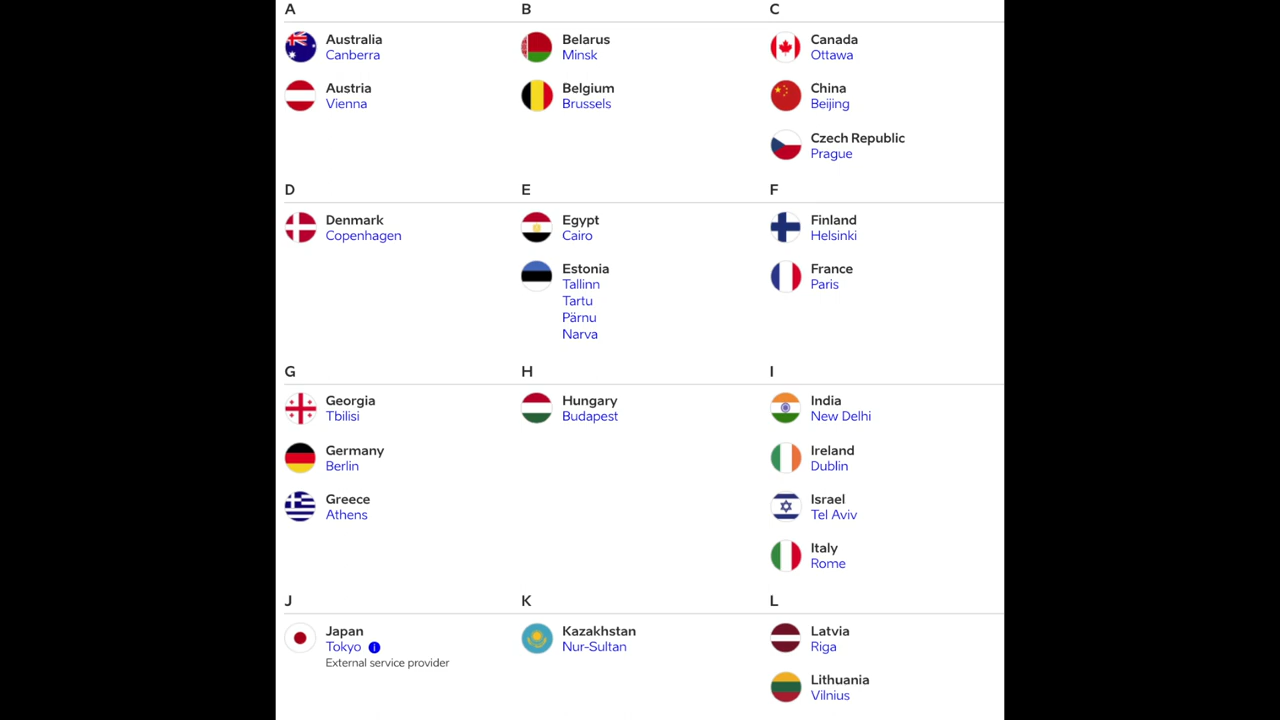 A
Australia
Canberra
Austria
Vienna
B
Belarus
Minsk
Belgium
Brussels
C
Canada
Ottawa
China
Beijing
Czech Republic
Prague
D
Denmark
Copenhagen
E
Egypt
Cairo
Estonia
Tallinn
Tartu
Pärnu
Narva
F
Finland
Helsinki
France
Paris
G
Georgia
Tbilisi
Germany
Berlin
Greece
Athens
H
Hungary
Budapest
I
India
New Delhi
Ireland
Dublin
Israel
Tel Aviv
Italy
Rome
J
Japan
Tokyo i
External service provider
K
Kazakhstan
Nur-Sultan
L
Latvia
Riga
Lithuania
Vilnius